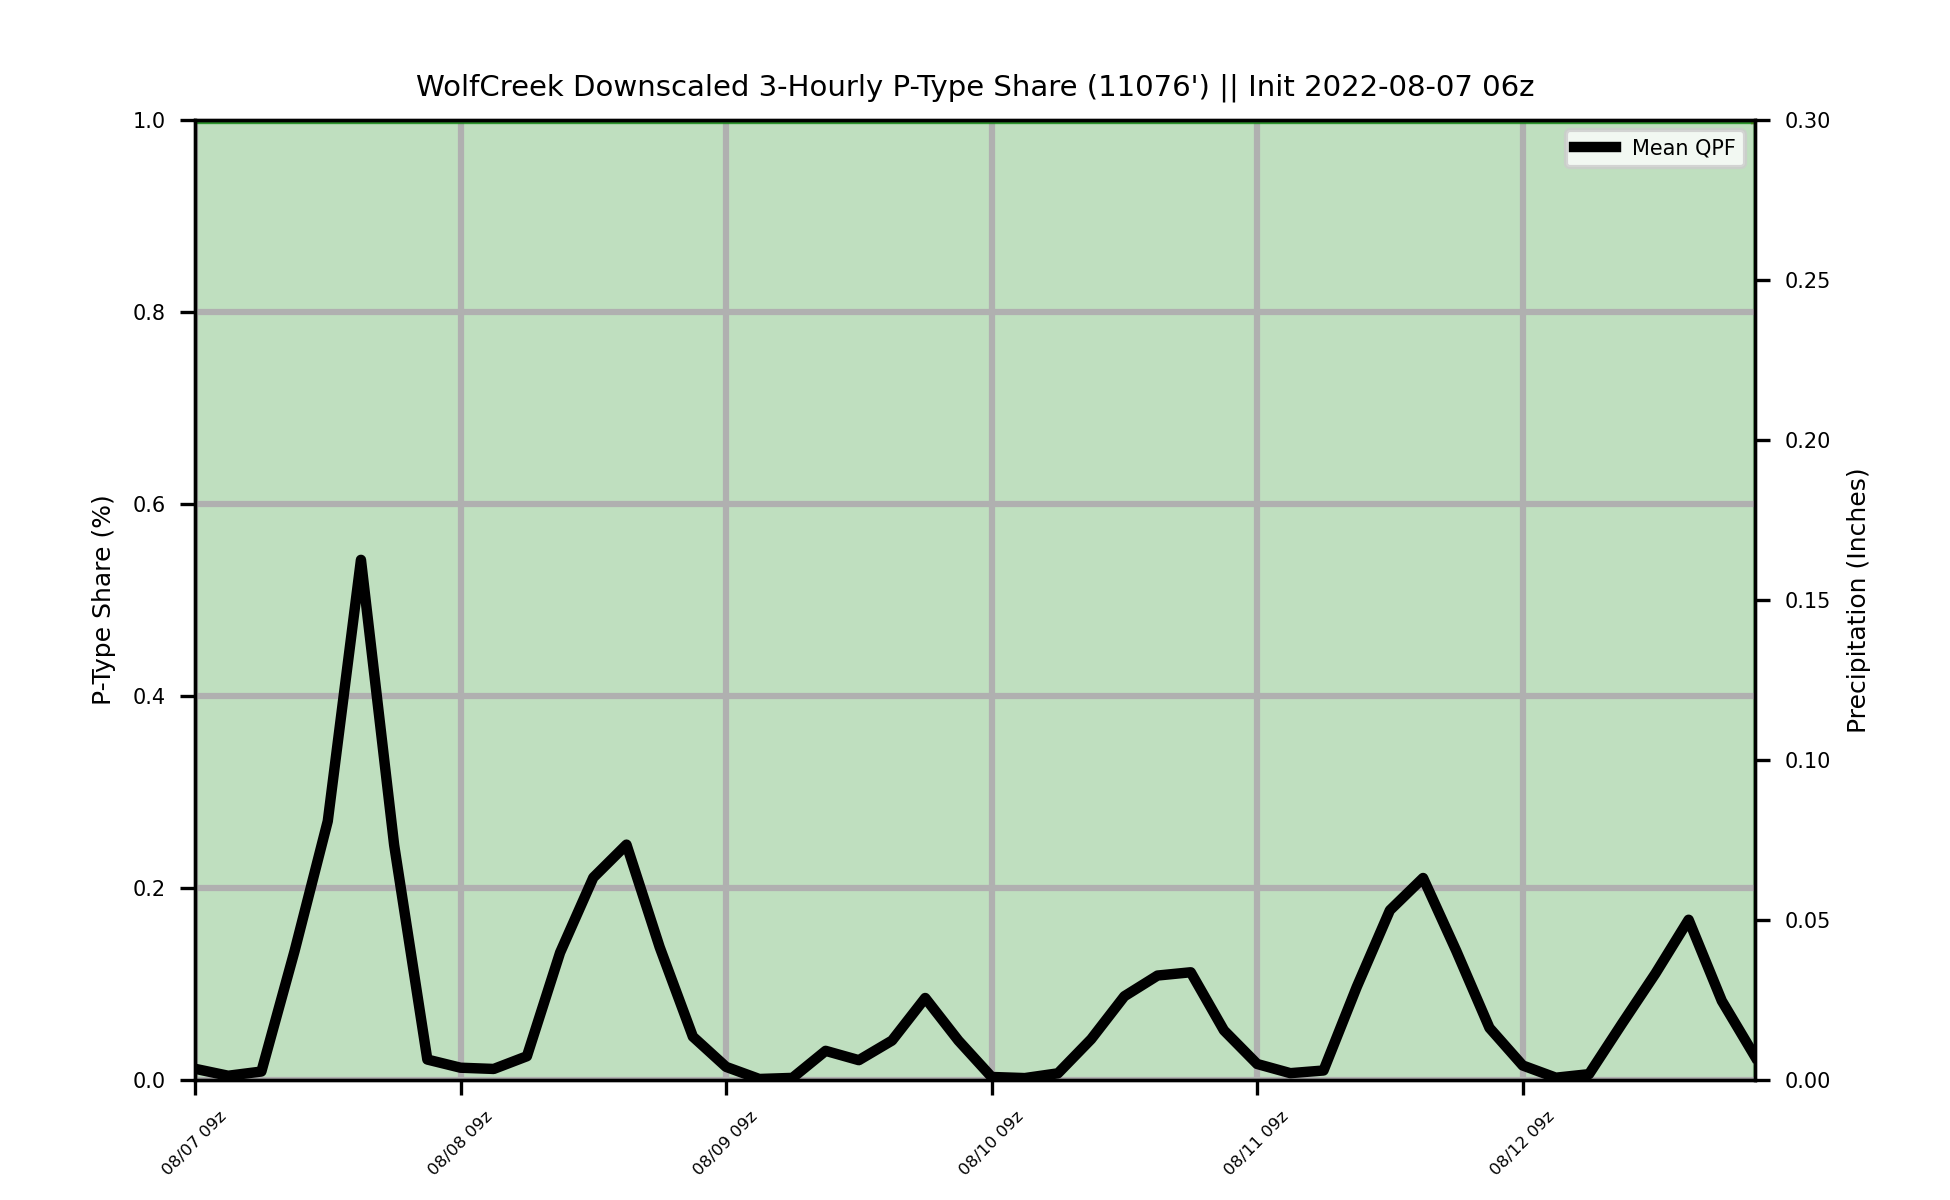 WolfCreek Downscaled 3-Hourly P-Type Share (11076') || Init 2022-08-07 06z
1.0
0.8
0.6
0.4
0.2
0.0
P-Type Share (%)
Mean QPF
0.30
0.25
0.20
0.15
0.10
0.05
0.00
Precipitation (Inches)
08/07 09z
08/08 09z
08/09 09z
08/10 09z
08/11 09z
08/12 09z